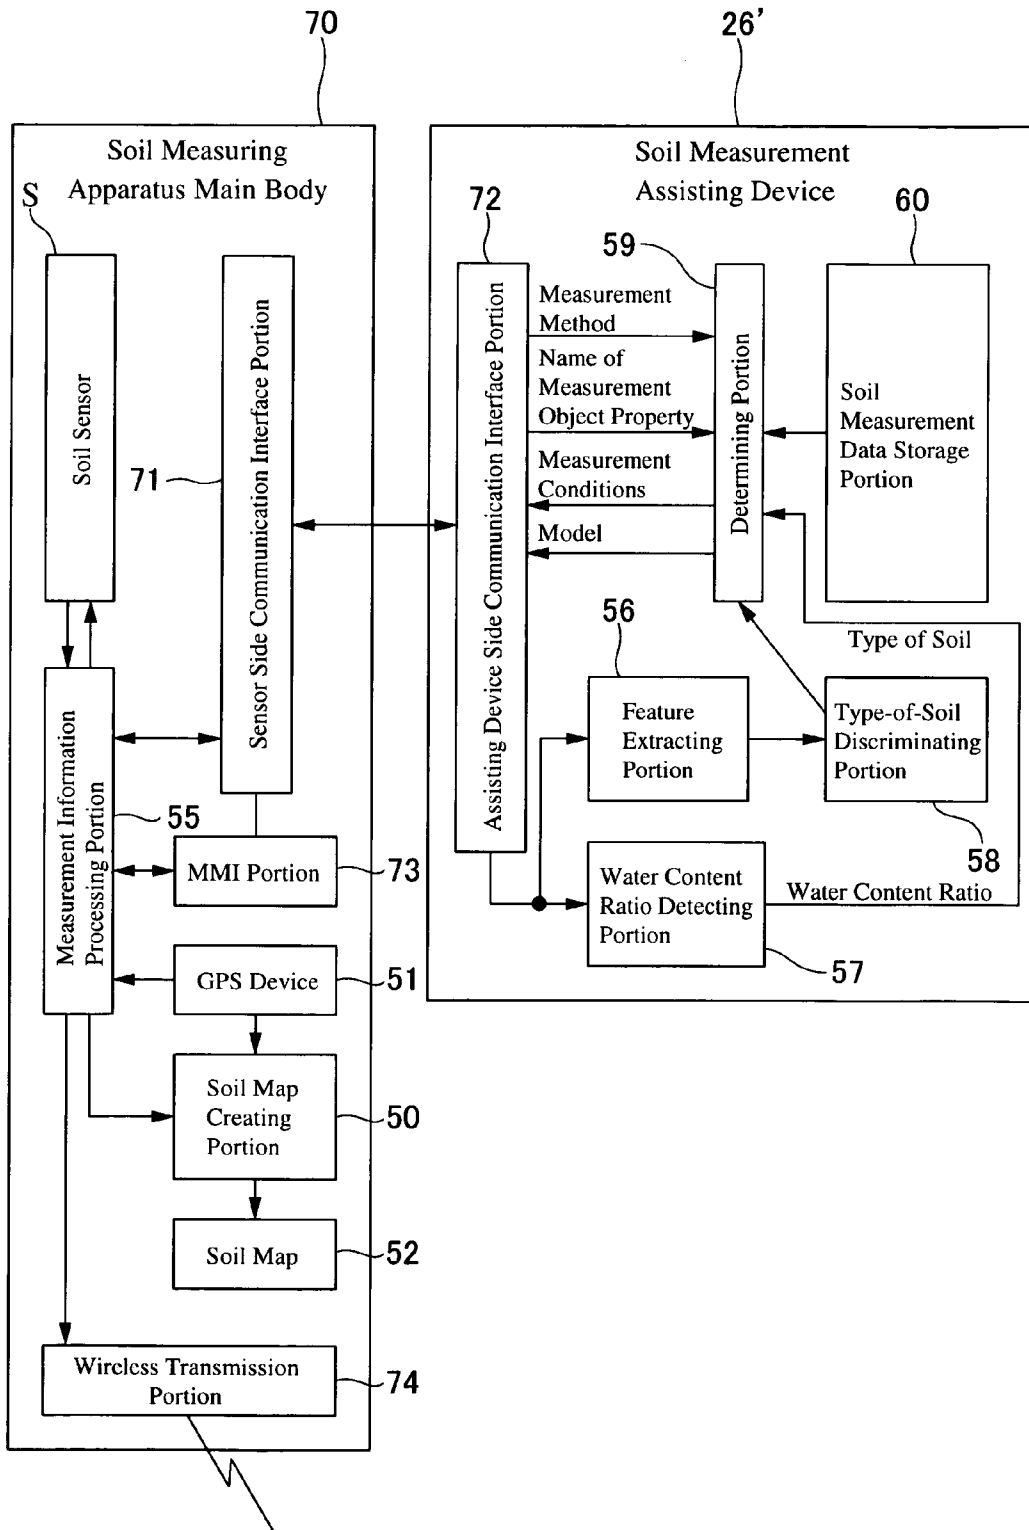 70
26’
Soil Measuring
Apparatus Main Body
S
Soil Sensor
Sensor Side Communication Interface Portion
71
Measurement Information
Processing Portion
55
MMI Portion
73
GPS Device
51
Soil Map
Creating
Portion
50
Soil Map
52
Wireless Transmission
Portion
74
Soil Measurement
Assisting Device
72
Assisting Device Side Communication Interface Portion
Measurement
Method
Name of
Measurement
Object Property
Measurement
Conditions
Model
59
Determining Portion
60
Soil
Measurement
Data Storage
Portion
Type of Soil
56
Feature
Extracting
Portion
Type-of-Soil
Discriminating
Portion
58
Water Content
Ratio Detecting
Portion
57
Water Content Ratio